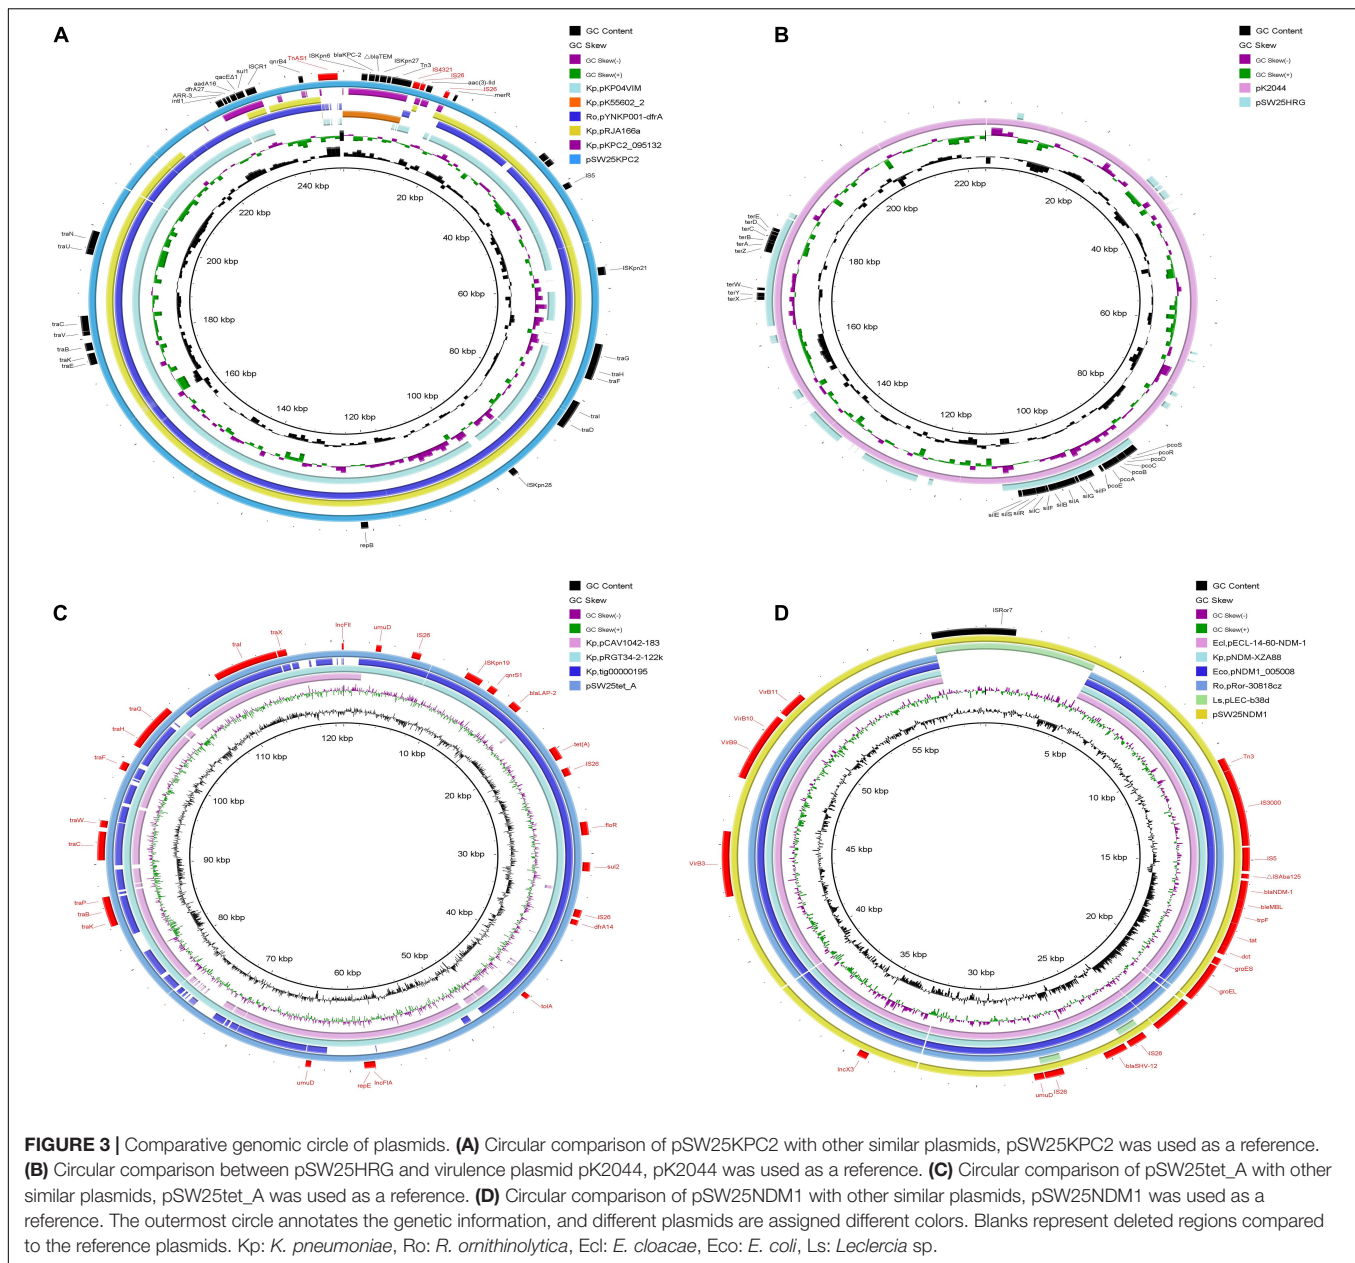 A
GC Content
GC Skew
GC Skew(-)
GC Skew(+)
Kp,pKP04VIM
Kp,pK55602_2
Ro,pYNKP001-dfrA
Kp,pRJA166a
Kp,pKPC2_095132
pSW25KPC2
qnrB4
TnAS1
ISKpn6
blaKPC-2
△blaTEM
ISKpn27
Tn3
IS4321
IS26
aac(3)-IId
IS26
merR
ISCR1
sul1
qacEΔ1
aadA16
dfrA27
ARR-3
intI1
IS5
ISKpn21
traG
traH
traF
traI
traD
ISKpn28
repB
traN
traU
traC
traV
traB
traK
traE
20 kbp
40 kbp
60 kbp
80 kbp
100 kbp
120 kbp
140 kbp
160 kbp
180 kbp
200 kbp
220 kbp
240 kbp
B
GC Content
GC Skew
GC Skew(-)
GC Skew(+)
pK2044
pSW25HRG
terE
terD
terC
terB
terA
terZ
terW
terY
terX
pcoS
pcoR
pcoD
pcoC
pcoB
pcoA
pcoE
silP
silG
silA
silB
silF
silC
silR
silS
silE
220 kbp
40 kbp
60 kbp
80 kbp
100 kbp
120 kbp
140 kbp
160 kbp
180 kbp
200 kbp
C
GC Content
GC Skew
GC Skew(-)
GC Skew(+)
Kp,pCAV1042-183
Kp,pRGT34-2-122k
Kp,tig00000195
pSW25tet_A
IncFII
umuD
IS26
ISKpn19
qnrS1
blaLAP-2
tet(A)
IS26
floR
sul2
IS26
dfrA14
tolA
IncFIA
repE
umuD
traX
traI
traG
traH
traF
traW
traC
traP
traB
traK
120 kbp
10 kbp
20 kbp
30 kbp
40 kbp
50 kbp
60 kbp
70 kbp
80 kbp
90 kbp
100 kbp
110 kbp
D
GC Content
GC Skew
GC Skew(-)
GC Skew(+)
Ecl,pECL-14-60-NDM-1
Kp,pNDM-XZA88
Eco,pNDM1_005008
Ro,pRor-30818cz
Ls,pLEC-b38d
pSW25NDM1
ISRor7
Tn3
IS3000
IS5
△ISAba125
blaNDM-1
bleMBL
trpF
tat
dct
groES
groEL
IS26
blaSHV-12
IS26
umuD
IncX3
VirB11
VirB10
VirB9
VirB3
5 kbp
10 kbp
15 kbp
20 kbp
25 kbp
30 kbp
35 kbp
40 kbp
45 kbp
50 kbp
55 kbp
FIGURE 3 | Comparative genomic circle of plasmids. (A) Circular comparison of pSW25KPC2 with other similar plasmids, pSW25KPC2 was used as a reference.
(B) Circular comparison between pSW25HRG and virulence plasmid pK2044, pK2044 was used as a reference. (C) Circular comparison of pSW25tet_A with other
similar plasmids, pSW25tet_A was used as a reference. (D) Circular comparison of pSW25NDM1 with other similar plasmids, pSW25NDM1 was used as a
reference. The outermost circle annotates the genetic information, and different plasmids are assigned different colors. Blanks represent deleted regions compared
to the reference plasmids. Kp: K. pneumoniae, Ro: R. ornithinolytica, Ecl: E. cloacae, Eco: E. coli, Ls: Leclercia sp.